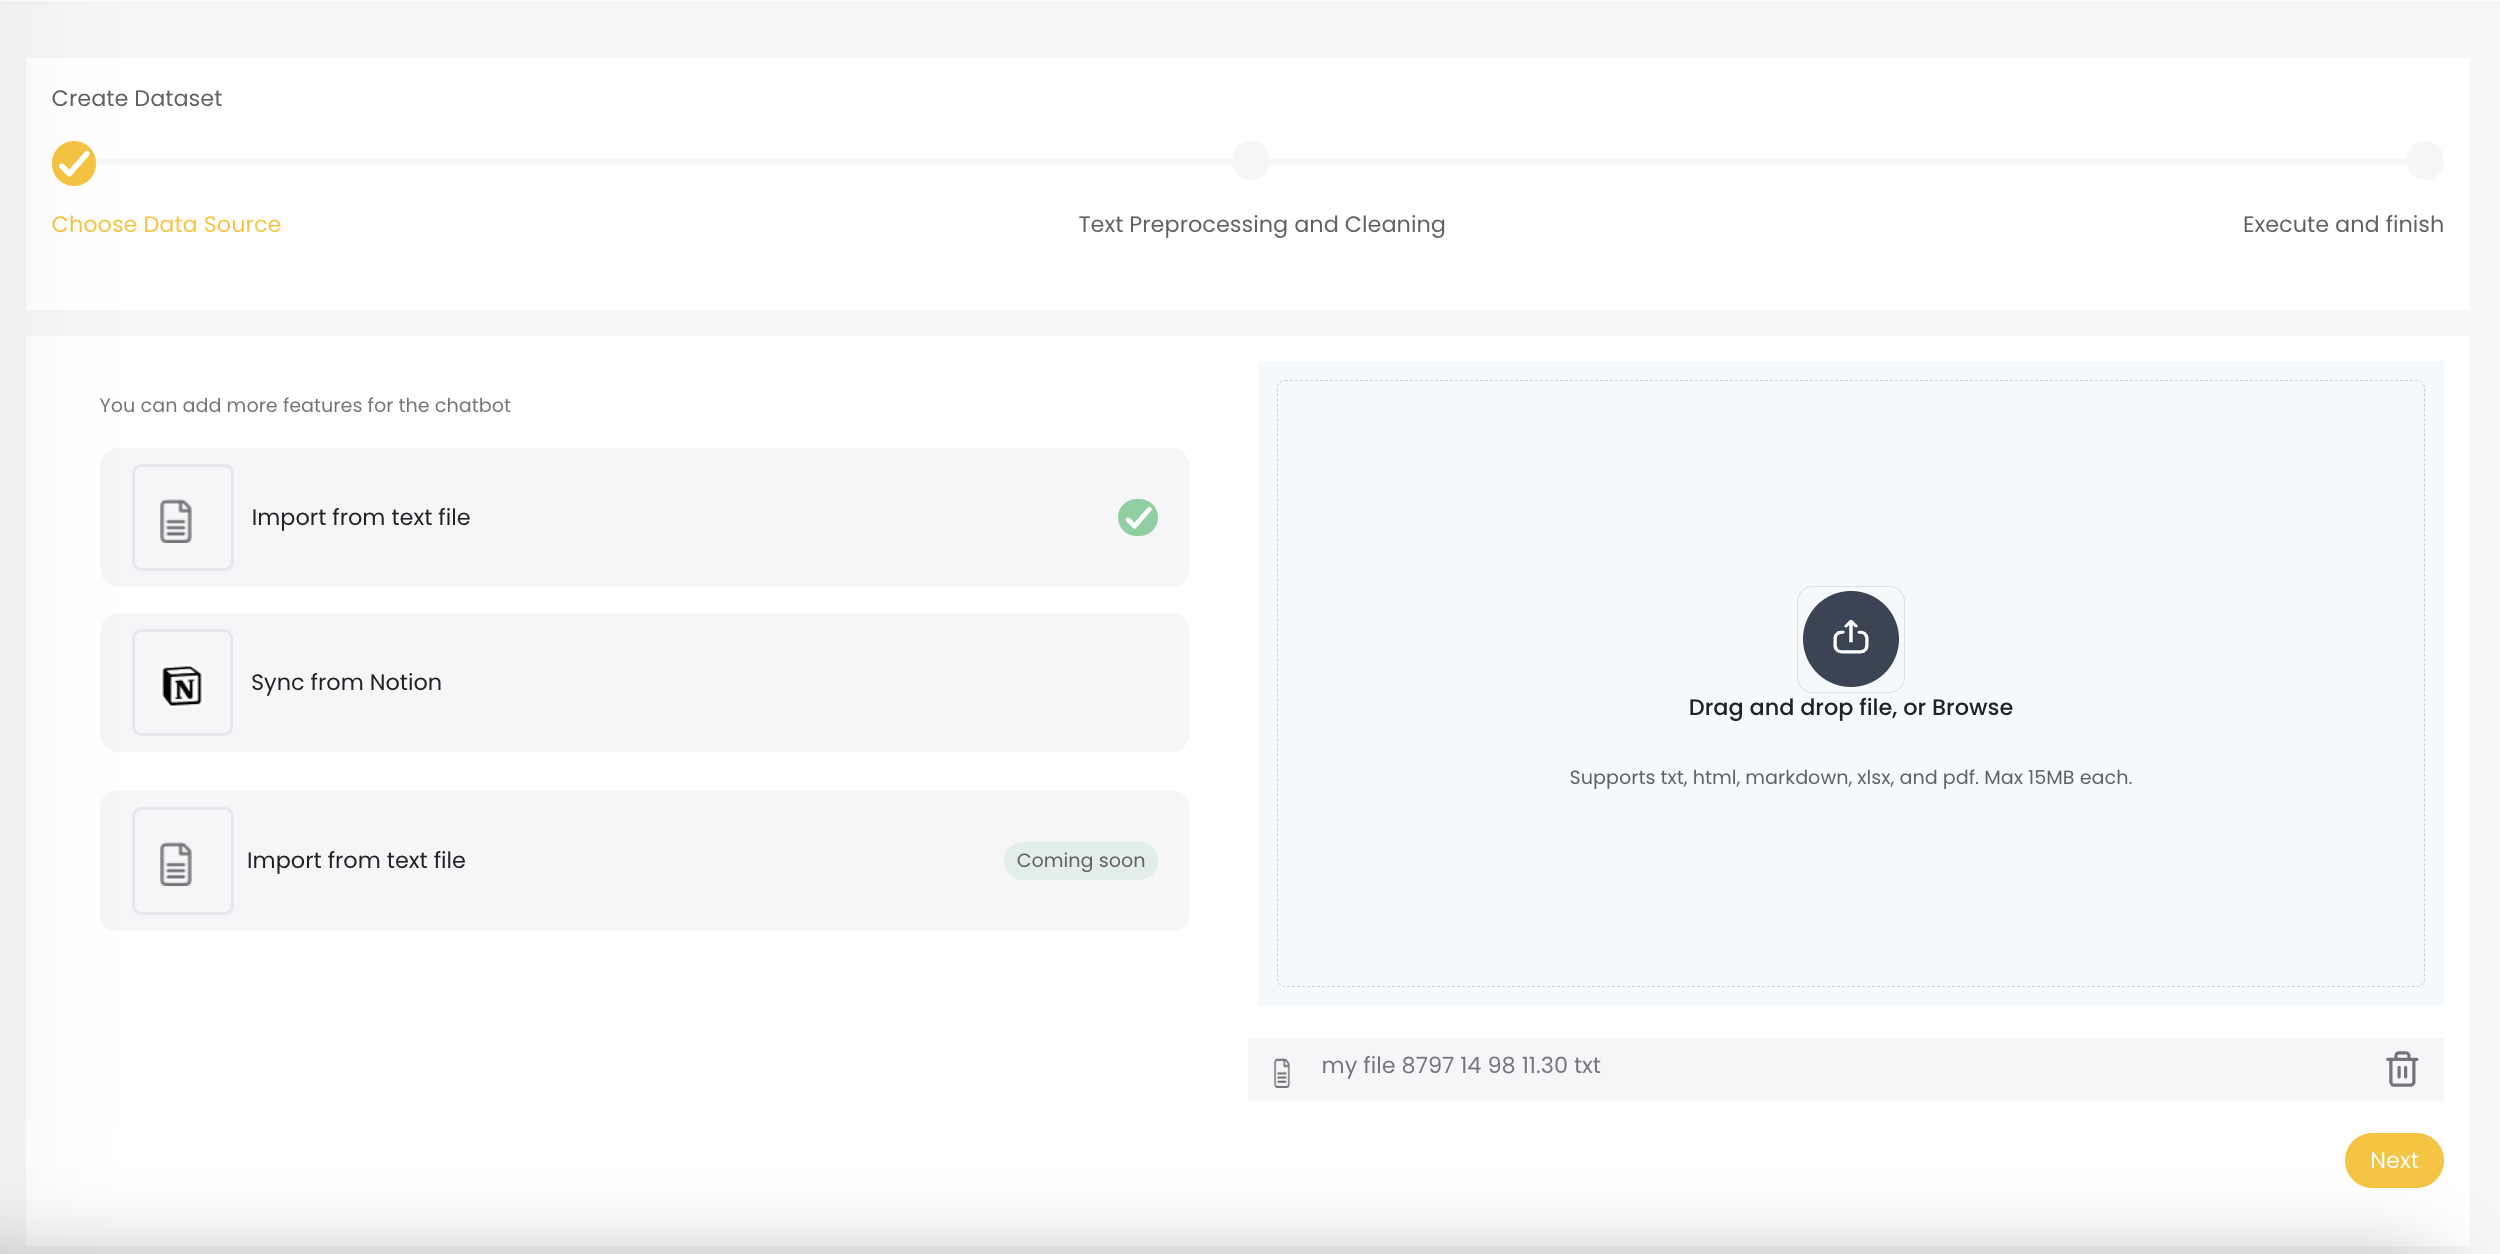 Create Dataset
Choose Data Source
Text Preprocessing and Cleaning
Execute and finish
You can add more features for the chatbot
Import from text file
N
Sync from Notion
Import from text file
Coming soon
Drag and drop file, or Browse
Supports txt, html, markdown, xlsx, and pdf. Max 15MB each.
my file 8797 14 98 11.30 txt
Next